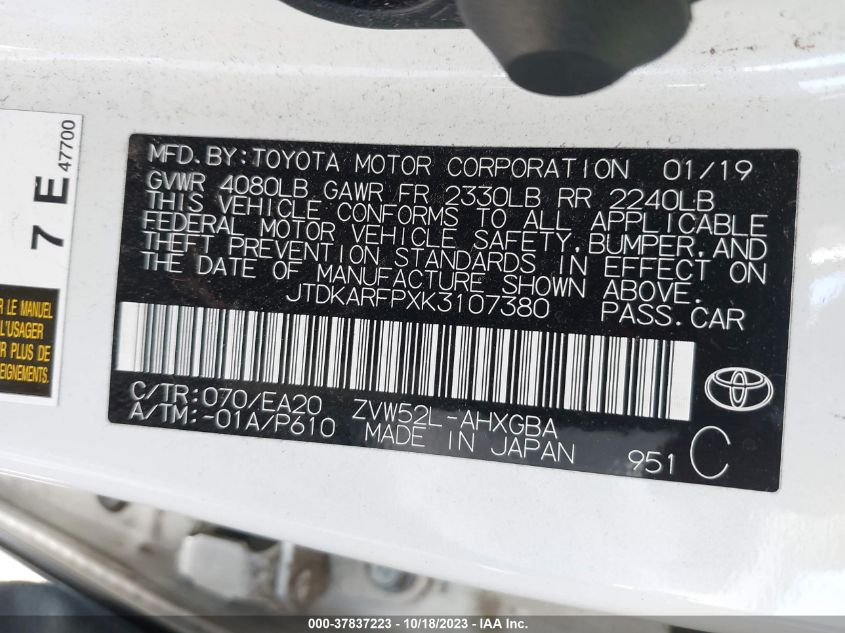 7 E
47700
R LE MANUEL
L'USAGER
R PLUS DE
EIGNEMENTS.
MFD. BY:TOYOTA MOTOR CORPORATION 01/19
GVWR 4080LB GAWR FR 2330LB RR 2240LB
THIS VEHICLE CONFORMS TO ALL APPLICABLE
FEDERAL MOTOR VEHICLE SAFETY,BUMPER,AND
THEFT PREVENTION STANDARDS IN EFFECT ON
THE DATE OF MANUFACTURE SHOWN ABOVE.
JTDKARFPXK3107380 PASS.CAR
C/TR:070/EA20 ZVW52L-AHXGBA
A/TM:-01A/P610 MADE IN JAPAN 951 C
000-37837223 - 10/18/2023 - IAA Inc.